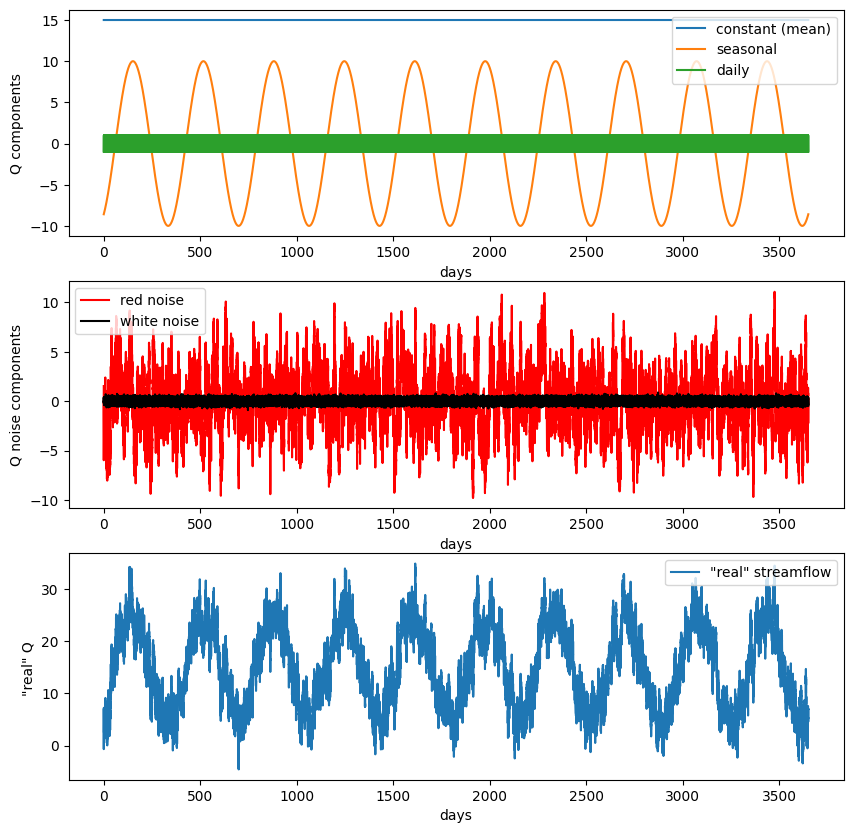 15
10
5
0
−5
−10
Q components
constant (mean)
seasonal
daily
0 500 1000 1500 2000 2500 3000 3500
days
10
5
0
−5
−10
Q noise components
red noise
white noise
0 500 1000 1500 2000 2500 3000 3500
days
30
20
10
0
"real" Q
"real" streamflow
0 500 1000 1500 2000 2500 3000 3500
days